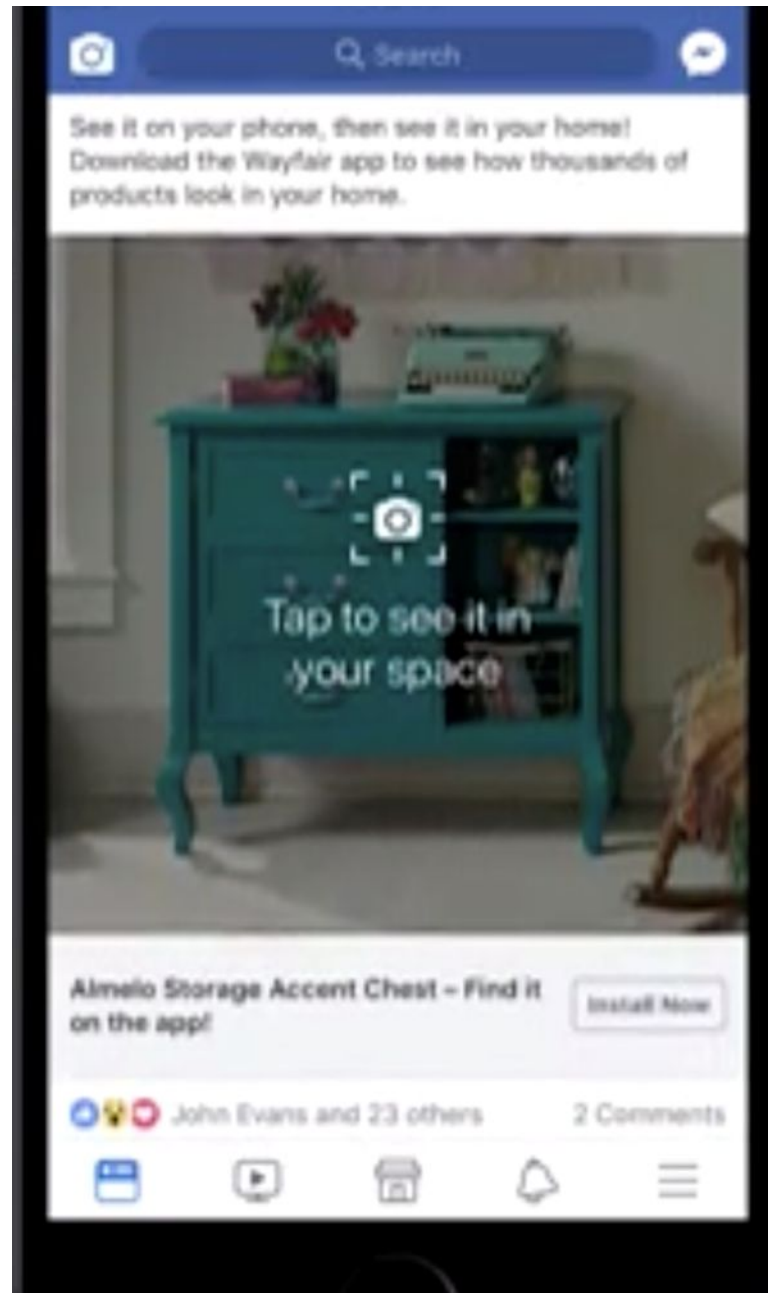 Search
See it on your phone, then see it in your home!
Download the Wayfair app to see how thousands of
products look in your home.
Tap to see it in
your space
Almelo Storage Accent Chest – Find it
on the app!
Install Now
John Evans and 23 others
2 Comments